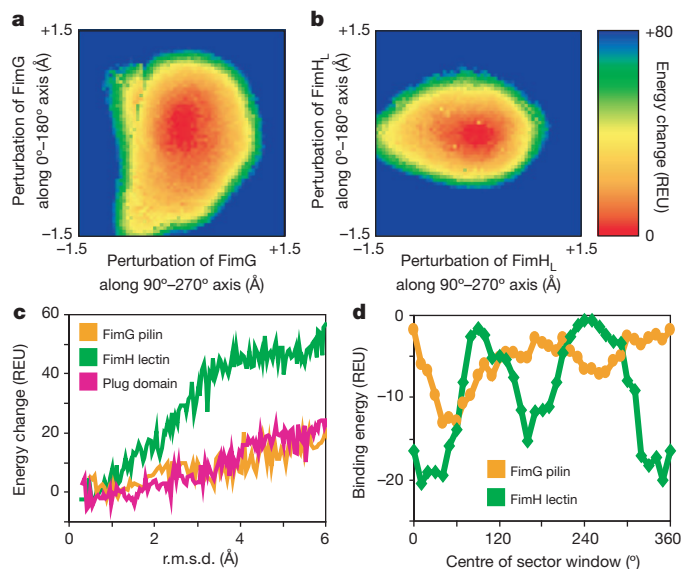 a
+1.5
Perturbation of FimG
along 0º–180º axis (Å)
–1.5
–1.5
+1.5
Perturbation of FimG
along 90º–270º axis (Å)
b
+1.5
Perturbation of FimHL
along 0º–180º axis (Å)
–1.5
+1.5
Perturbation of FimHL
along 90º–270º axis (Å)
+80
Energy change (REU)
0
c
60
40
20
0
Energy change (REU)
FimG pilin
FimH lectin
Plug domain
0
2
4
6
r.m.s.d. (Å)
d
0
–10
–20
Binding energy (REU)
FimG pilin
FimH lectin
0
120
240
360
Centre of sector window (º)